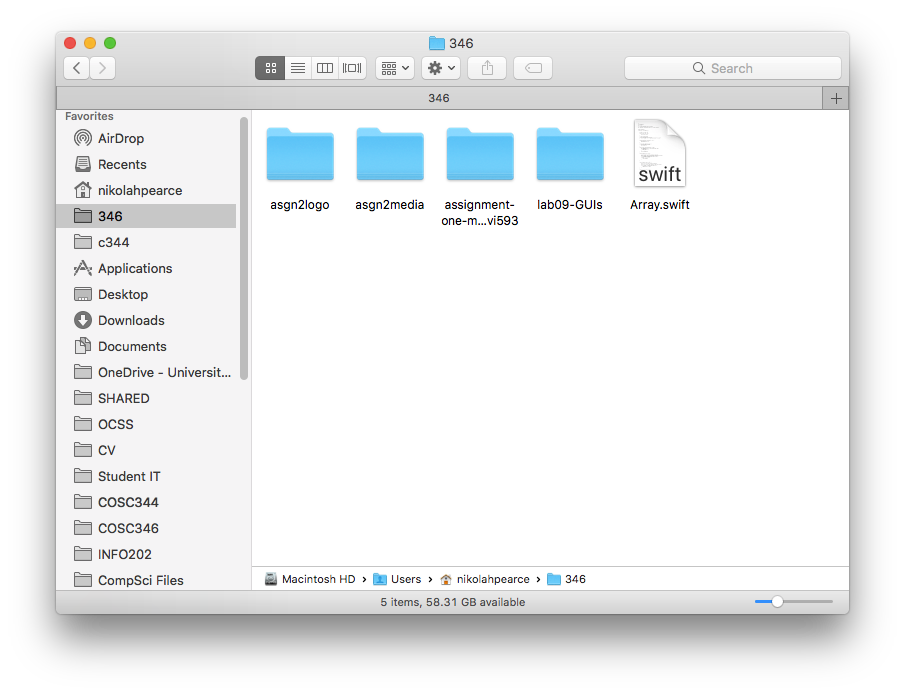 346
Search
346
Favorites
AirDrop
Recents
nikolahpearce
346
c344
Applications
Desktop
Downloads
Documents
OneDrive - Universit...
SHARED
OCSS
CV
Student IT
COSC344
COSC346
INFO202
CompSci Files
swift
asgn2logo
asgn2media
assignment-
one-m...vi593
lab09-GUIs
Array.swift
Macintosh HD › Users › nikolahpearce › 346
5 items, 58.31 GB available